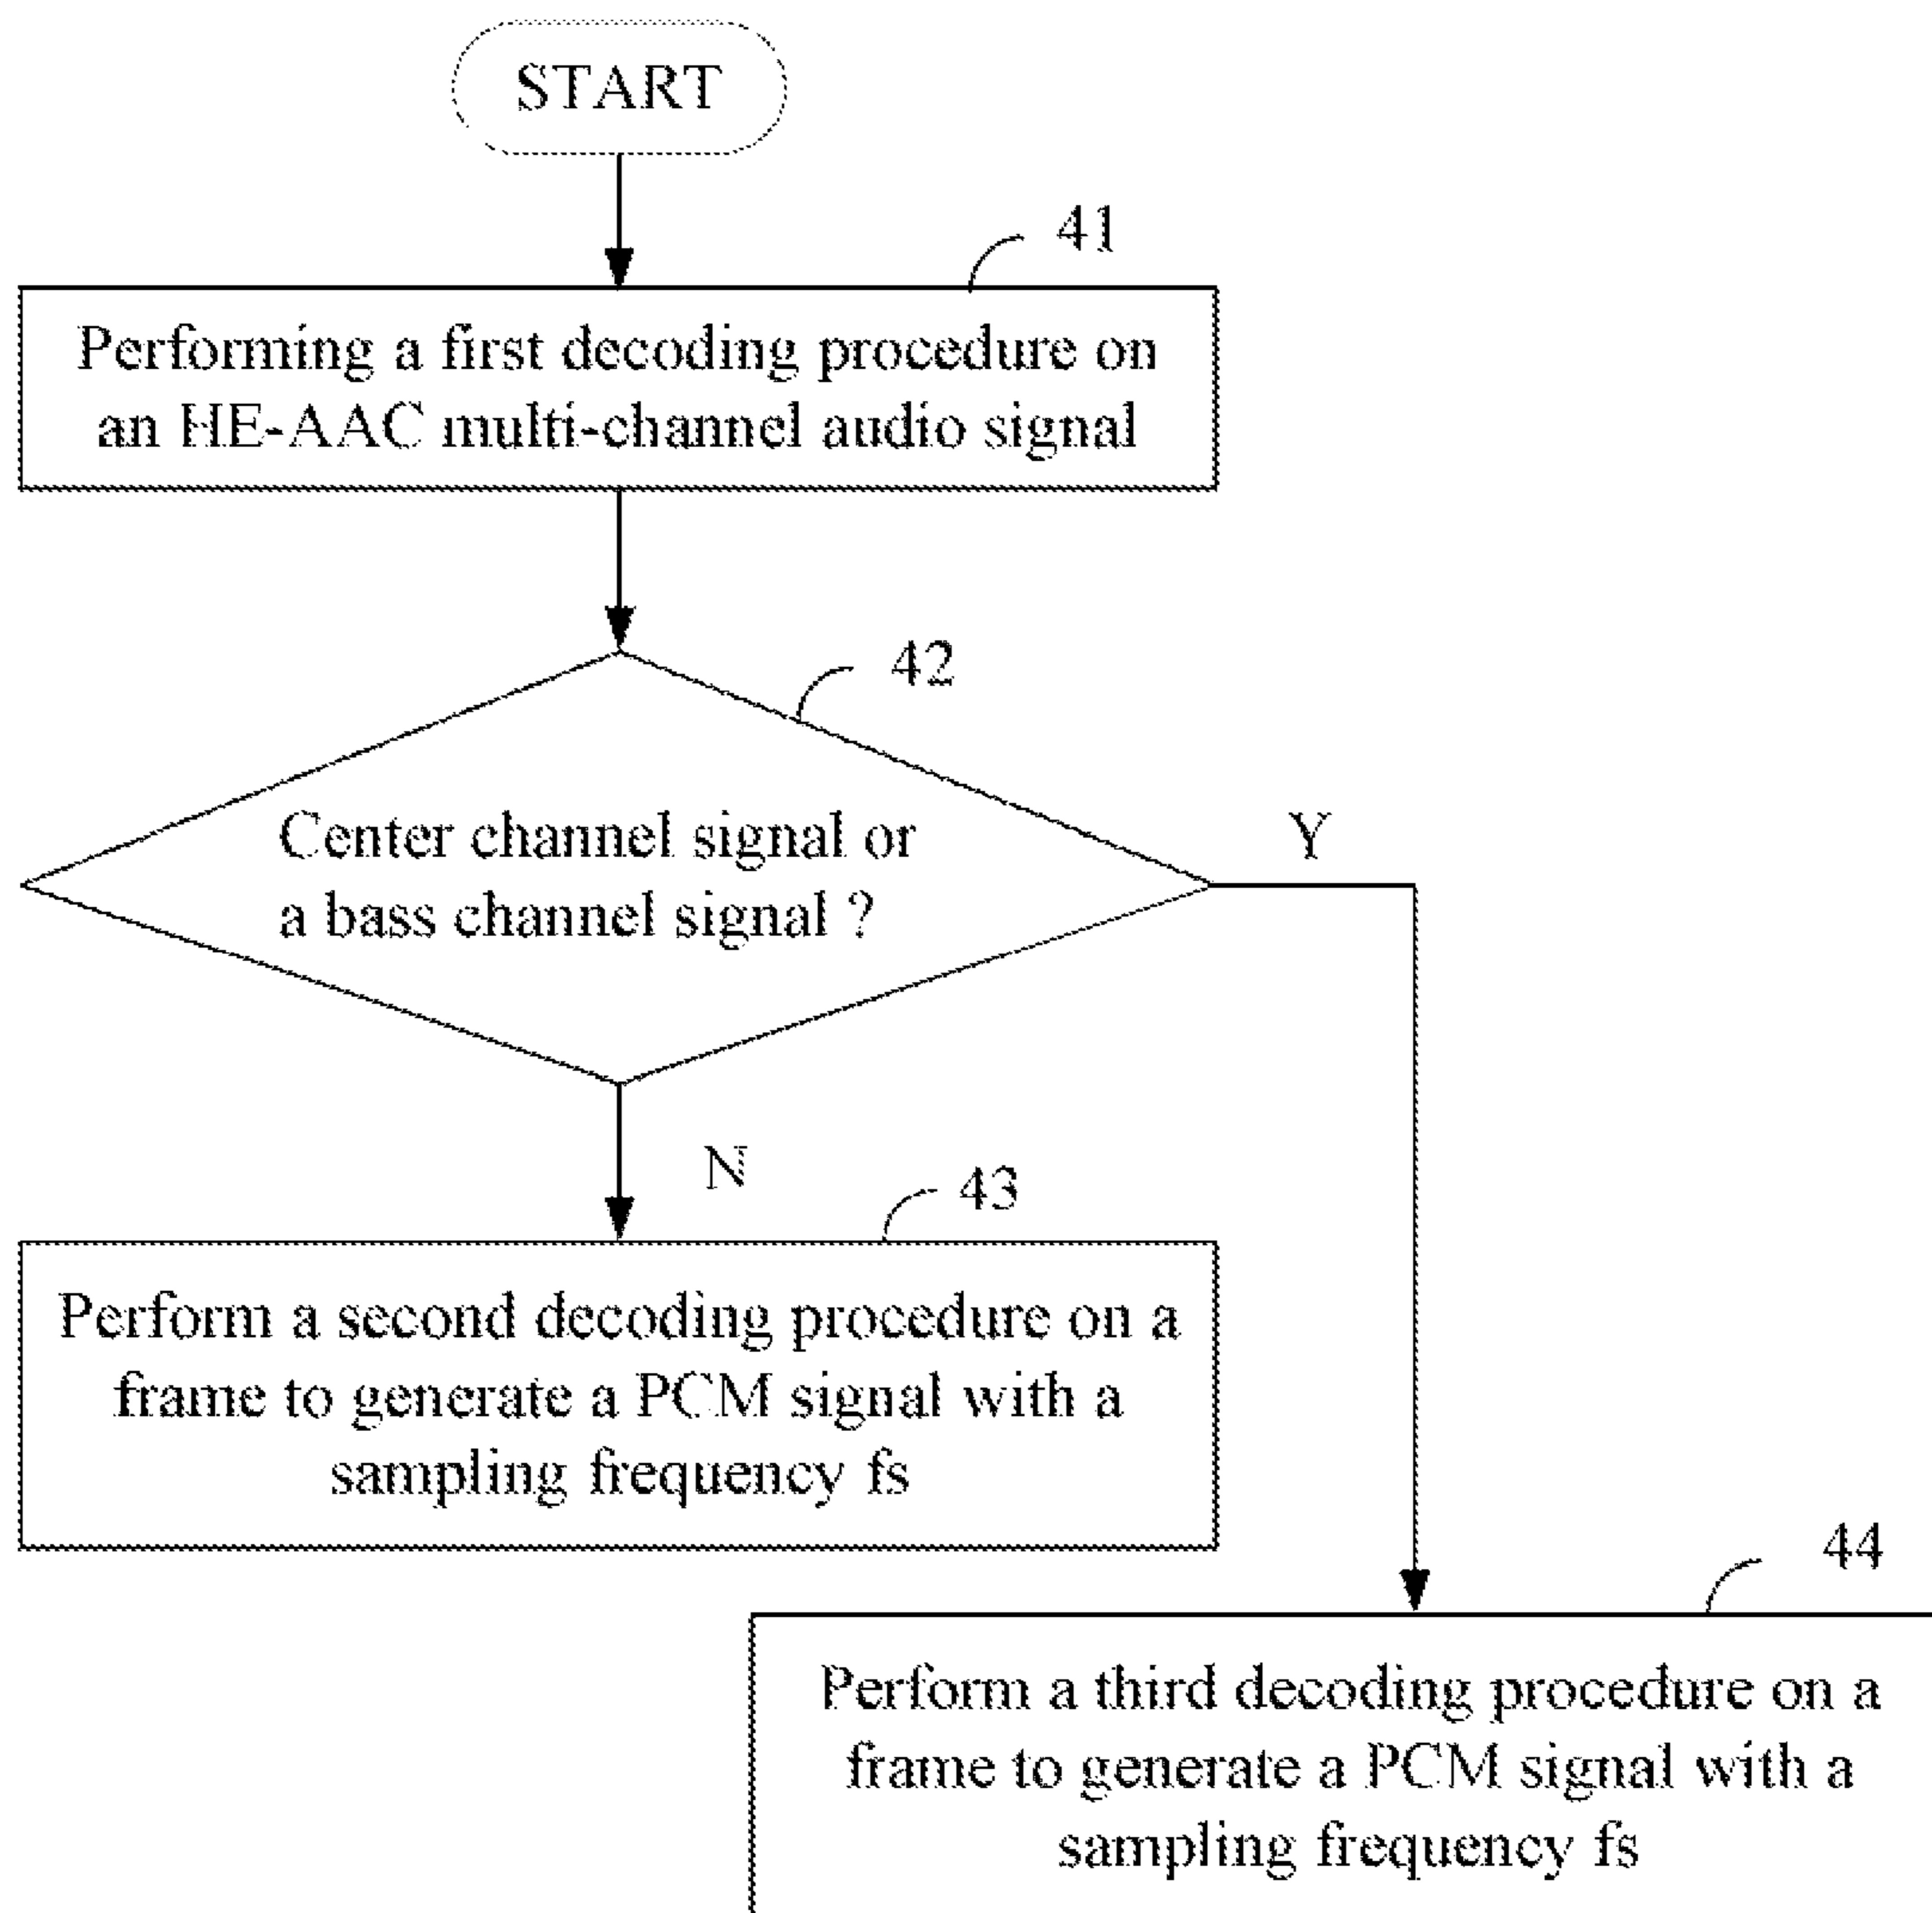 START
41
Performing a first decoding procedure on
an HE-AAC multi-channel audio signal
42
Center channel signal or
a bass channel signal ?
Y
N
43
Perform a second decoding procedure on a
frame to generate a PCM signal with a
sampling frequency fs
44
Perform a third decoding procedure on a
frame to generate a PCM signal with a
sampling frequency fs